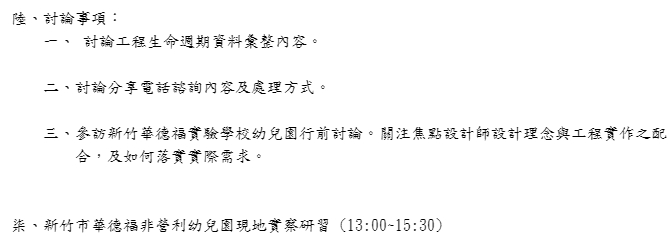 陸、討論事項：
一、 討論工程生命週期資料彙整內容。
二、討論分享電話諮詢內容及處理方式。
三、參訪新竹華德福實驗學校幼兒園行前討論。關注焦點設計師設計理念與工程實作之配
合，及如何落實實際需求。
柒、新竹市華德福非營利幼兒園現地實察研習 (13:00~15:30)